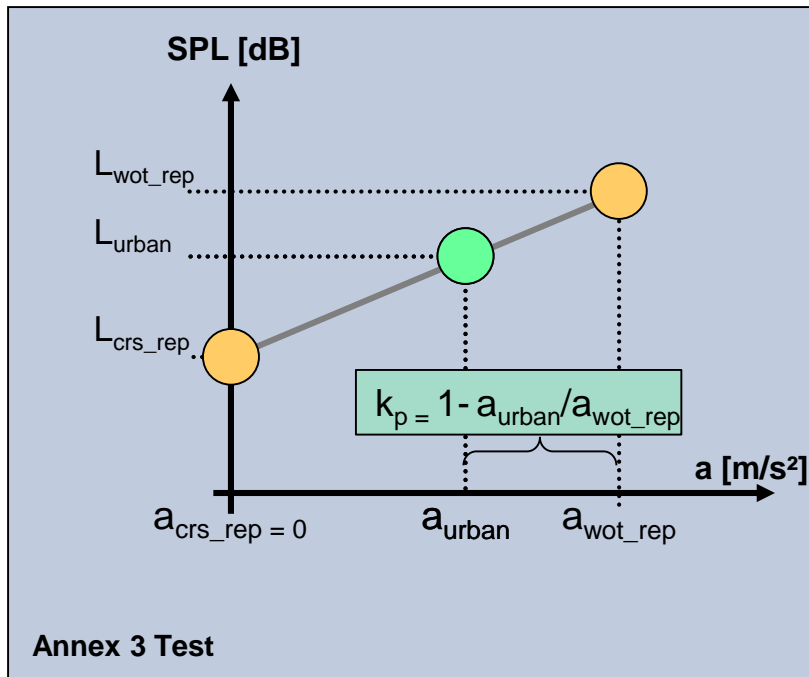 SPL [dB]
L_wot_rep
L_urban
L_crs_rep
k_p = 1- a_urban/a_wot_rep
a [m/s²]
a_crs_rep = 0
a_urban
a_wot_rep
Annex 3 Test